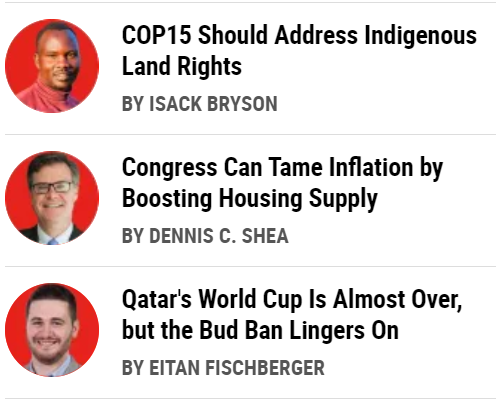 COP15 Should Address Indigenous
Land Rights
BY ISACK BRYSON
Congress Can Tame Inflation by
Boosting Housing Supply
BY DENNIS C. SHEA
Qatar's World Cup Is Almost Over,
but the Bud Ban Lingers On
BY EITAN FISCHBERGER